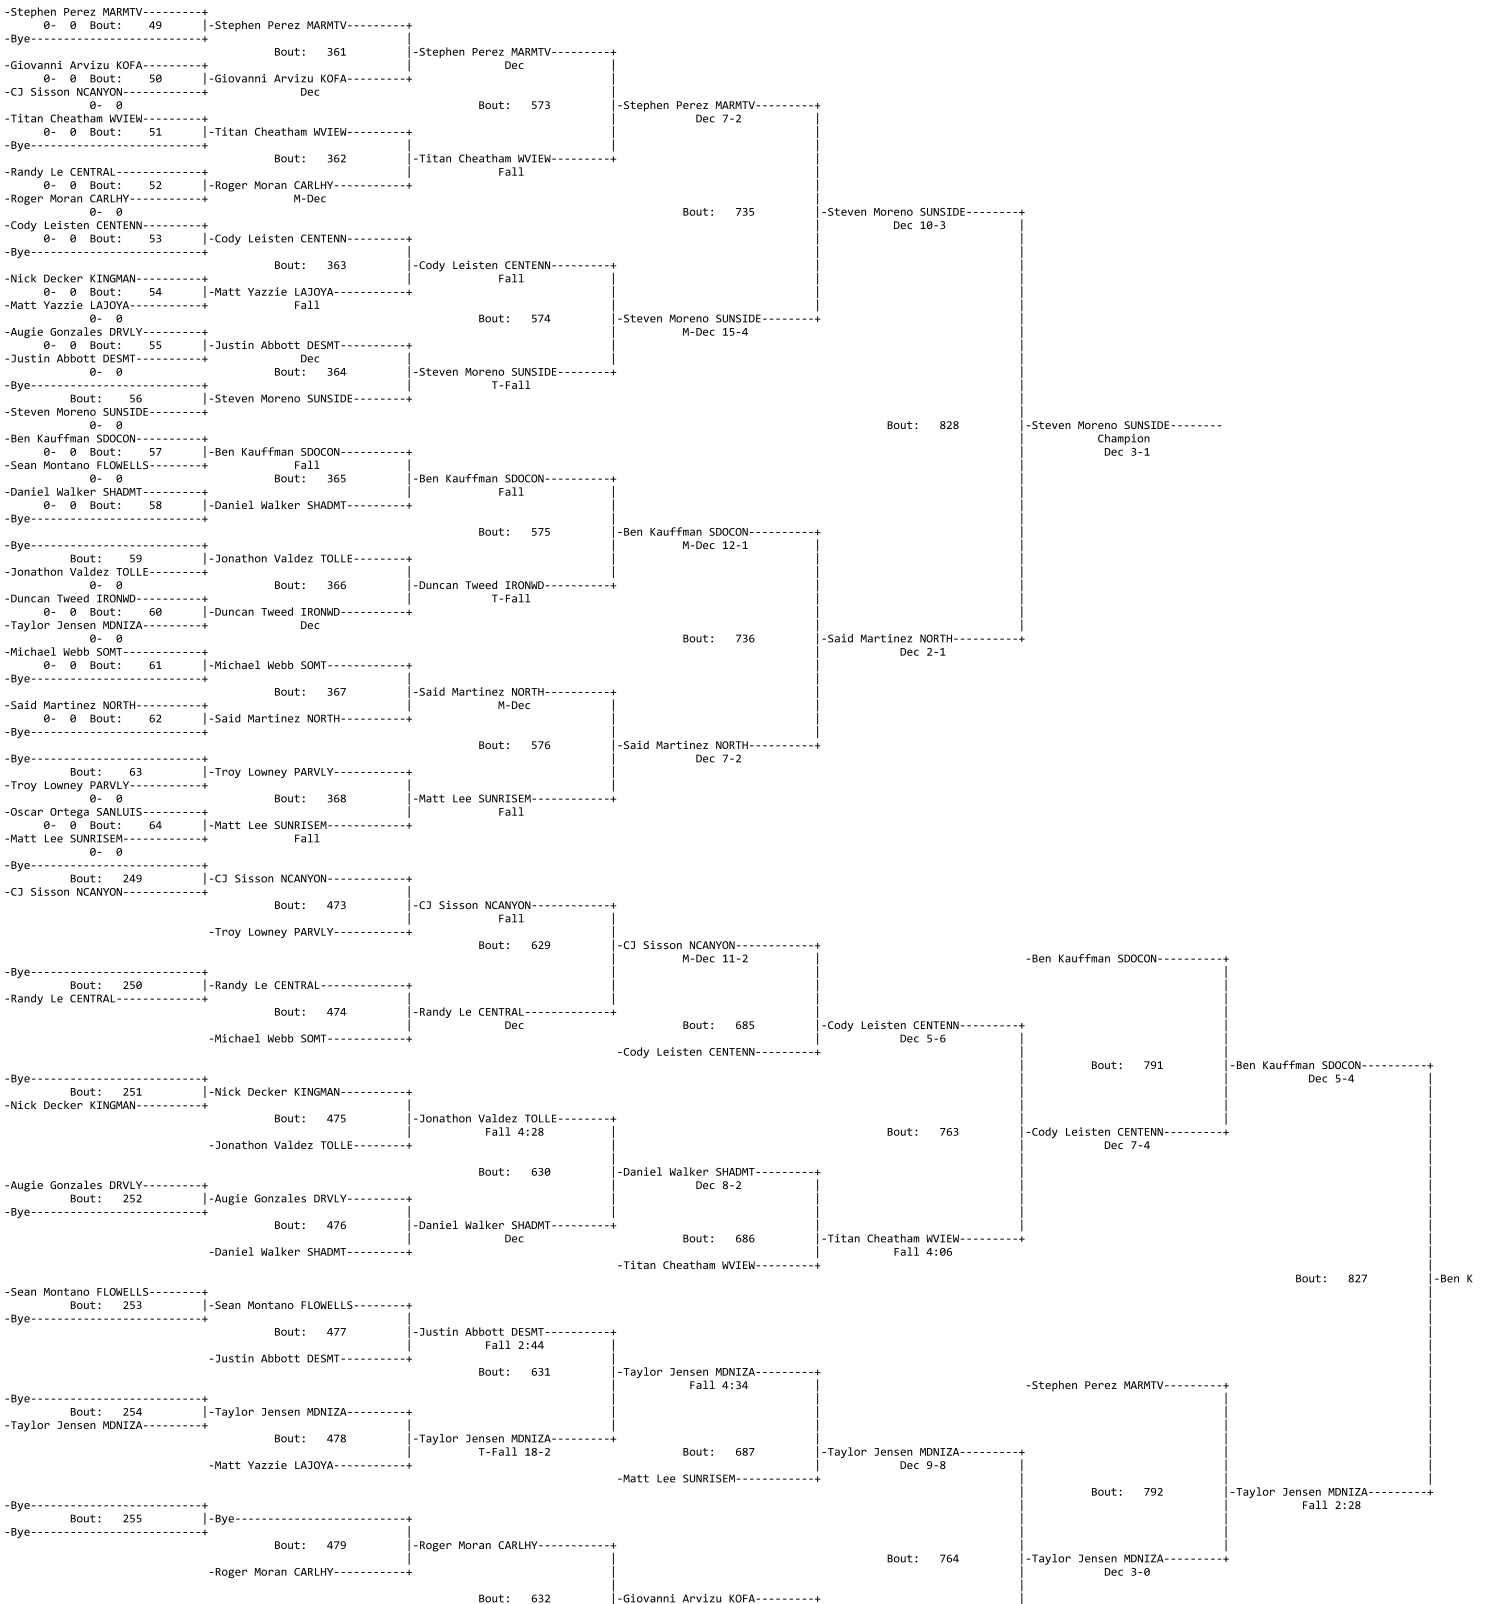 -Stephen Perez MARMTV---------+
0- 0 Bout: 49 |-Stephen Perez MARMTV---------+
-Bye--------------------------+ |
Bout: 361 |-Stephen Perez MARMTV---------+
-Giovanni Arvizu KOFA---------+ | Dec |
0- 0 Bout: 50 |-Giovanni Arvizu KOFA---------+ |
-CJ Sisson NCANYON------------+ Dec |
0- 0 Bout: 573 |-Stephen Perez MARMTV---------+
-Titan Cheatham WVIEW---------+ | Dec 7-2 |
0- 0 Bout: 51 |-Titan Cheatham WVIEW---------+ | |
-Bye--------------------------+ | | |
Bout: 362 |-Titan Cheatham WVIEW---------+ |
-Randy Le CENTRAL-------------+ | Fall |
0- 0 Bout: 52 |-Roger Moran CARLHY-----------+ |
-Roger Moran CARLHY-----------+ M-Dec |
0- 0 Bout: 735 |-Steven Moreno SUNSIDE--------+
-Cody Leisten CENTENN---------+ | Dec 10-3 |
0- 0 Bout: 53 |-Cody Leisten CENTENN---------+ | |
-Bye--------------------------+ | | |
Bout: 363 |-Cody Leisten CENTENN---------+ | |
-Nick Decker KINGMAN----------+ | Fall | | |
0- 0 Bout: 54 |-Matt Yazzie LAJOYA-----------+ | | |
-Matt Yazzie LAJOYA-----------+ Fall | | |
0- 0 Bout: 574 |-Steven Moreno SUNSIDE--------+ |
-Augie Gonzales DRVLY---------+ | M-Dec 15-4 |
0- 0 Bout: 55 |-Justin Abbott DESMT----------+ | |
-Justin Abbott DESMT----------+ Dec | | |
0- 0 Bout: 364 |-Steven Moreno SUNSIDE--------+ |
-Bye--------------------------+ | T-Fall |
Bout: 56 |-Steven Moreno SUNSIDE--------+ |
-Steven Moreno SUNSIDE--------+ |
0- 0 Bout: 828 |-Steven Moreno SUNSIDE--------
-Ben Kauffman SDOCON----------+ | Champion
0- 0 Bout: 57 |-Ben Kauffman SDOCON----------+ | Dec 3-1
-Sean Montano FLOWELLS--------+ Fall | |
0- 0 Bout: 365 |-Ben Kauffman SDOCON----------+ |
-Daniel Walker SHADMT---------+ | Fall | |
0- 0 Bout: 58 |-Daniel Walker SHADMT---------+ | |
-Bye--------------------------+ | |
Bout: 575 |-Ben Kauffman SDOCON----------+ |
-Bye--------------------------+ | M-Dec 12-1 | |
Bout: 59 |-Jonathon Valdez TOLLE--------+ | | |
-Jonathon Valdez TOLLE--------+ | | | |
0- 0 Bout: 366 |-Duncan Tweed IRONWD----------+ | |
-Duncan Tweed IRONWD----------+ | T-Fall | |
0- 0 Bout: 60 |-Duncan Tweed IRONWD----------+ | |
-Taylor Jensen MDNIZA---------+ Dec | |
0- 0 Bout: 736 |-Said Martinez NORTH----------+
-Michael Webb SOMT------------+ | Dec 2-1
0- 0 Bout: 61 |-Michael Webb SOMT------------+ |
-Bye--------------------------+ | |
Bout: 367 |-Said Martinez NORTH----------+ |
-Said Martinez NORTH----------+ | M-Dec | |
0- 0 Bout: 62 |-Said Martinez NORTH----------+ | |
-Bye--------------------------+ | |
Bout: 576 |-Said Martinez NORTH----------+
-Bye--------------------------+ | Dec 7-2
Bout: 63 |-Troy Lowney PARVLY-----------+ |
-Troy Lowney PARVLY-----------+ | |
0- 0 Bout: 368 |-Matt Lee SUNRISEM------------+
-Oscar Ortega SANLUIS---------+ | Fall
0- 0 Bout: 64 |-Matt Lee SUNRISEM------------+
-Matt Lee SUNRISEM------------+ Fall
0- 0
-Bye--------------------------+
Bout: 249 |-CJ Sisson NCANYON------------+
-CJ Sisson NCANYON------------+ |
Bout: 473 |-CJ Sisson NCANYON------------+
| Fall |
-Troy Lowney PARVLY-----------+ |
Bout: 629 |-CJ Sisson NCANYON------------+
| M-Dec 11-2 | -Ben Kauffman SDOCON----------+
-Bye--------------------------+ | | |
Bout: 250 |-Randy Le CENTRAL-------------+ | | |
-Randy Le CENTRAL-------------+ | | | |
Bout: 474 |-Randy Le CENTRAL-------------+ | |
| Dec Bout: 685 |-Cody Leisten CENTENN---------+ |
-Michael Webb SOMT------------+ | Dec 5-6 | |
-Cody Leisten CENTENN---------+ | |
Bout: 791 |-Ben Kauffman SDOCON----------+
-Bye--------------------------+ | | Dec 5-4 |
Bout: 251 |-Nick Decker KINGMAN----------+ | | |
-Nick Decker KINGMAN----------+ | | | |
Bout: 475 |-Jonathon Valdez TOLLE--------+ | | |
| Fall 4:28 | Bout: 763 |-Cody Leisten CENTENN---------+ |
-Jonathon Valdez TOLLE--------+ | | Dec 7-4 |
Bout: 630 |-Daniel Walker SHADMT---------+ | |
-Augie Gonzales DRVLY---------+ | Dec 8-2 | | |
Bout: 252 |-Augie Gonzales DRVLY---------+ | | | |
-Bye--------------------------+ | | | | |
Bout: 476 |-Daniel Walker SHADMT---------+ | | |
| Dec Bout: 686 |-Titan Cheatham WVIEW---------+ |
-Daniel Walker SHADMT---------+ | Fall 4:06 |
-Titan Cheatham WVIEW---------+ |
Bout: 827 |-Ben K
-Sean Montano FLOWELLS--------+ |
Bout: 253 |-Sean Montano FLOWELLS--------+ |
-Bye--------------------------+ | |
Bout: 477 |-Justin Abbott DESMT----------+ |
| Fall 2:44 | |
-Justin Abbott DESMT----------+ | |
Bout: 631 |-Taylor Jensen MDNIZA---------+ |
| Fall 4:34 | -Stephen Perez MARMTV---------+ |
-Bye--------------------------+ | | | |
Bout: 254 |-Taylor Jensen MDNIZA---------+ | | | |
-Taylor Jensen MDNIZA---------+ | | | | |
Bout: 478 |-Taylor Jensen MDNIZA---------+ | | |
| T-Fall 18-2 Bout: 687 |-Taylor Jensen MDNIZA---------+ | |
-Matt Yazzie LAJOYA-----------+ | Dec 9-8 | | |
-Matt Lee SUNRISEM------------+ | | |
Bout: 792 |-Taylor Jensen MDNIZA---------+
-Bye--------------------------+ | | Fall 2:28
Bout: 255 |-Bye--------------------------+ | |
-Bye--------------------------+ | | |
Bout: 479 |-Roger Moran CARLHY-----------+ | |
| | Bout: 764 |-Taylor Jensen MDNIZA---------+
-Roger Moran CARLHY-----------+ | | Dec 3-0
Bout: 632 |-Giovanni Arvizu KOFA---------+ |